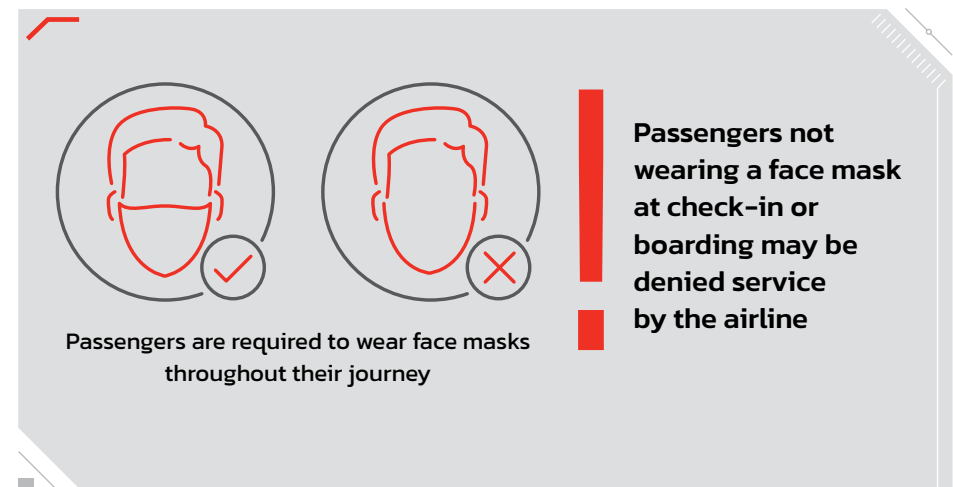 Passengers are required to wear face masks
throughout their journey
Passengers not
wearing a face mask
at check-in or
boarding may be
denied service
by the airline